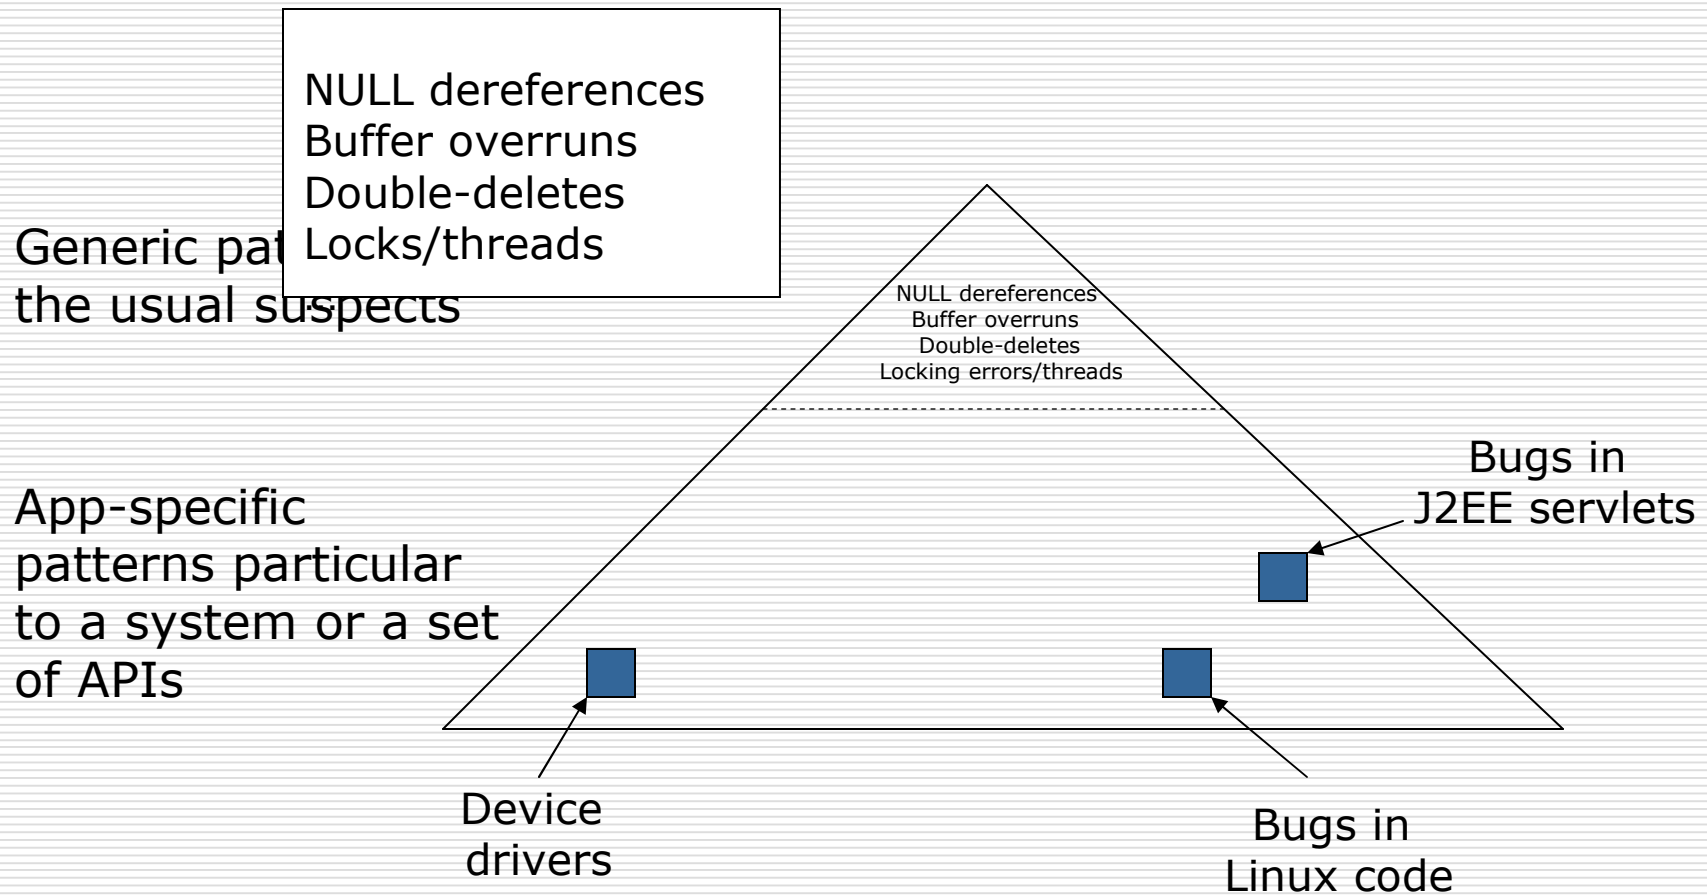 NULL dereferences
Buffer overruns
Double-deletes
Locks/threads
...
Generic
the usual suspects
NULL dereferences
Buffer overruns
Double-deletes
Locking errors/threads
App-specific
patterns particular
to a system or a set
of APIs
Bugs in
J2EE servlets
Device
drivers
Bugs in
Linux code